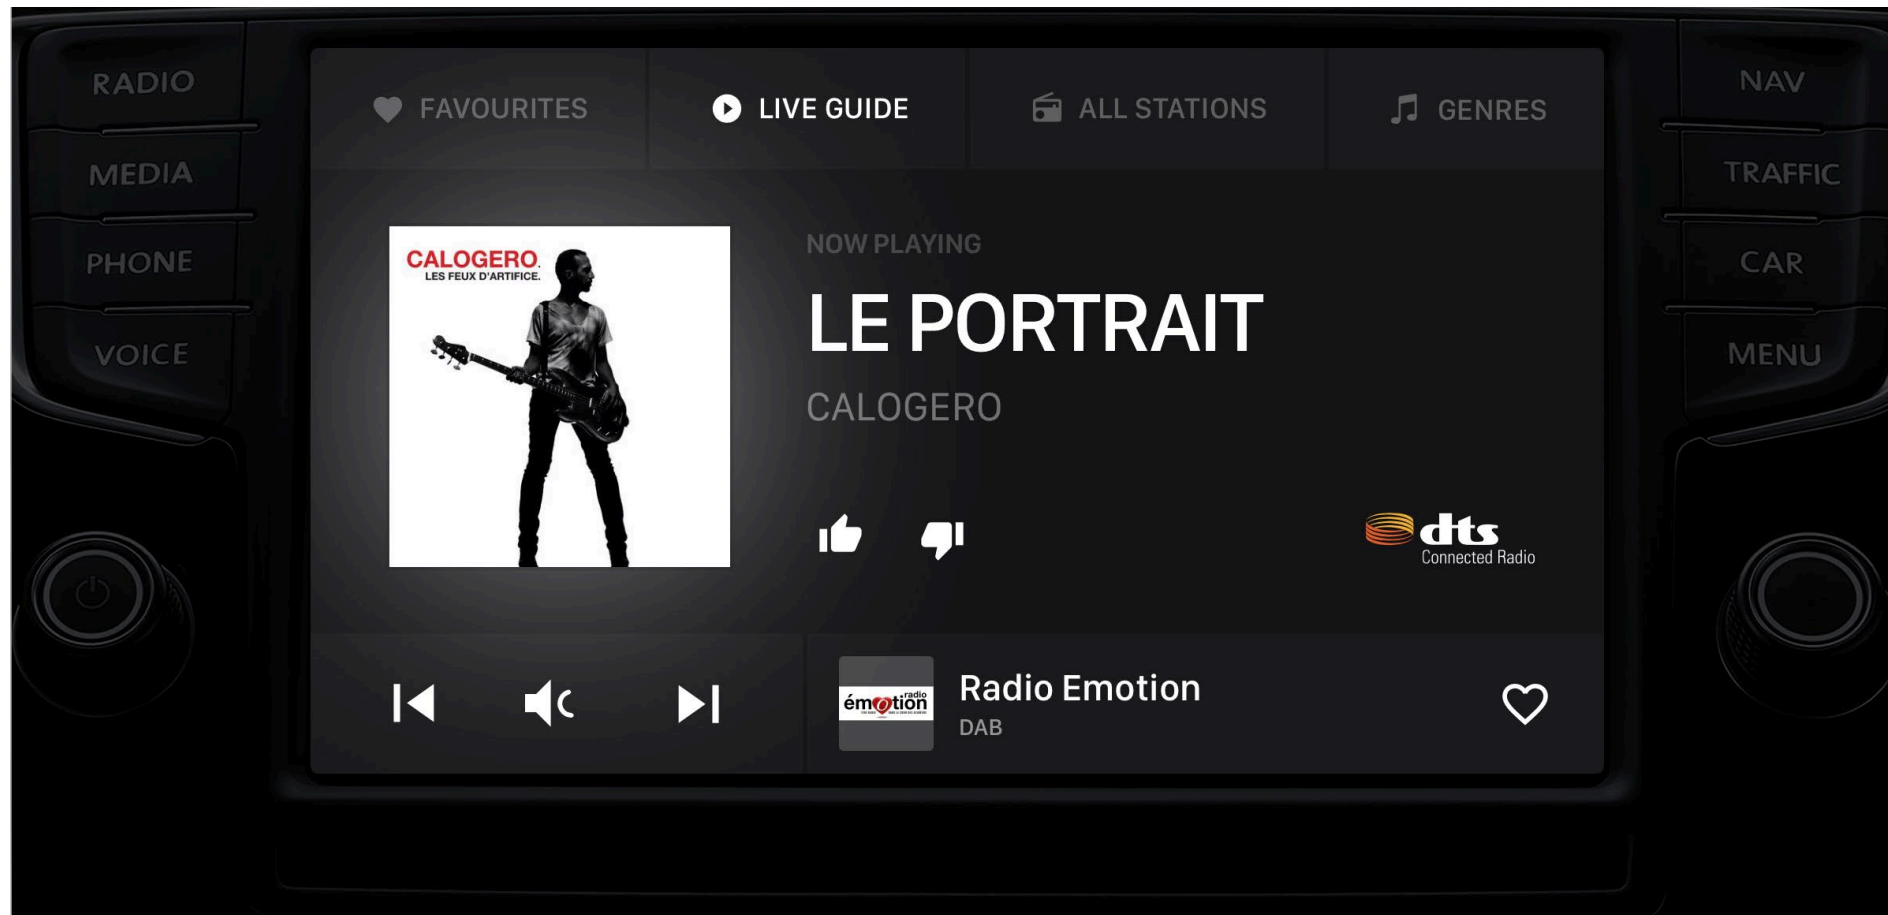 RADIO
MEDIA
PHONE
VOICE
FAVOURITES
LIVE GUIDE
ALL STATIONS
GENRES
CALOGERO.
LES FEUX D'ARTIFICE.
NOW PLAYING
LE PORTRAIT
CALOGERO
dts
Connected Radio
radio
émotion
Radio Emotion
DAB
NAV
TRAFFIC
CAR
MENU